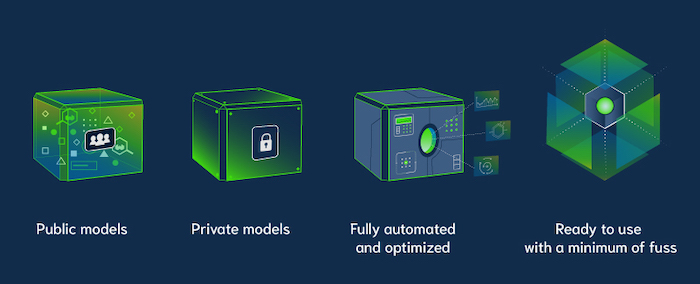 Public models
Private models
Fully automated
and optimized
Ready to use
with a minimum of fuss